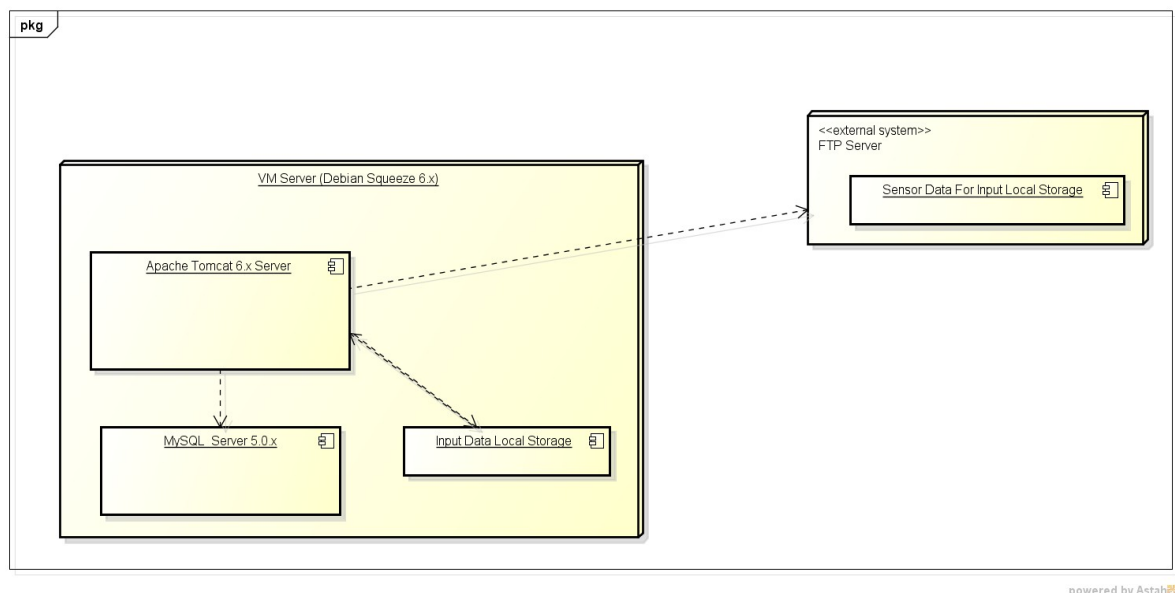 pkg
<<external system>>
FTP Server
Sensor Data For Input Local Storage
VM Server (Debian Squeeze 6.x)
Apache Tomcat 6.x Server
MySQL Server 5.0.x
Input Data Local Storage
powered by Astah